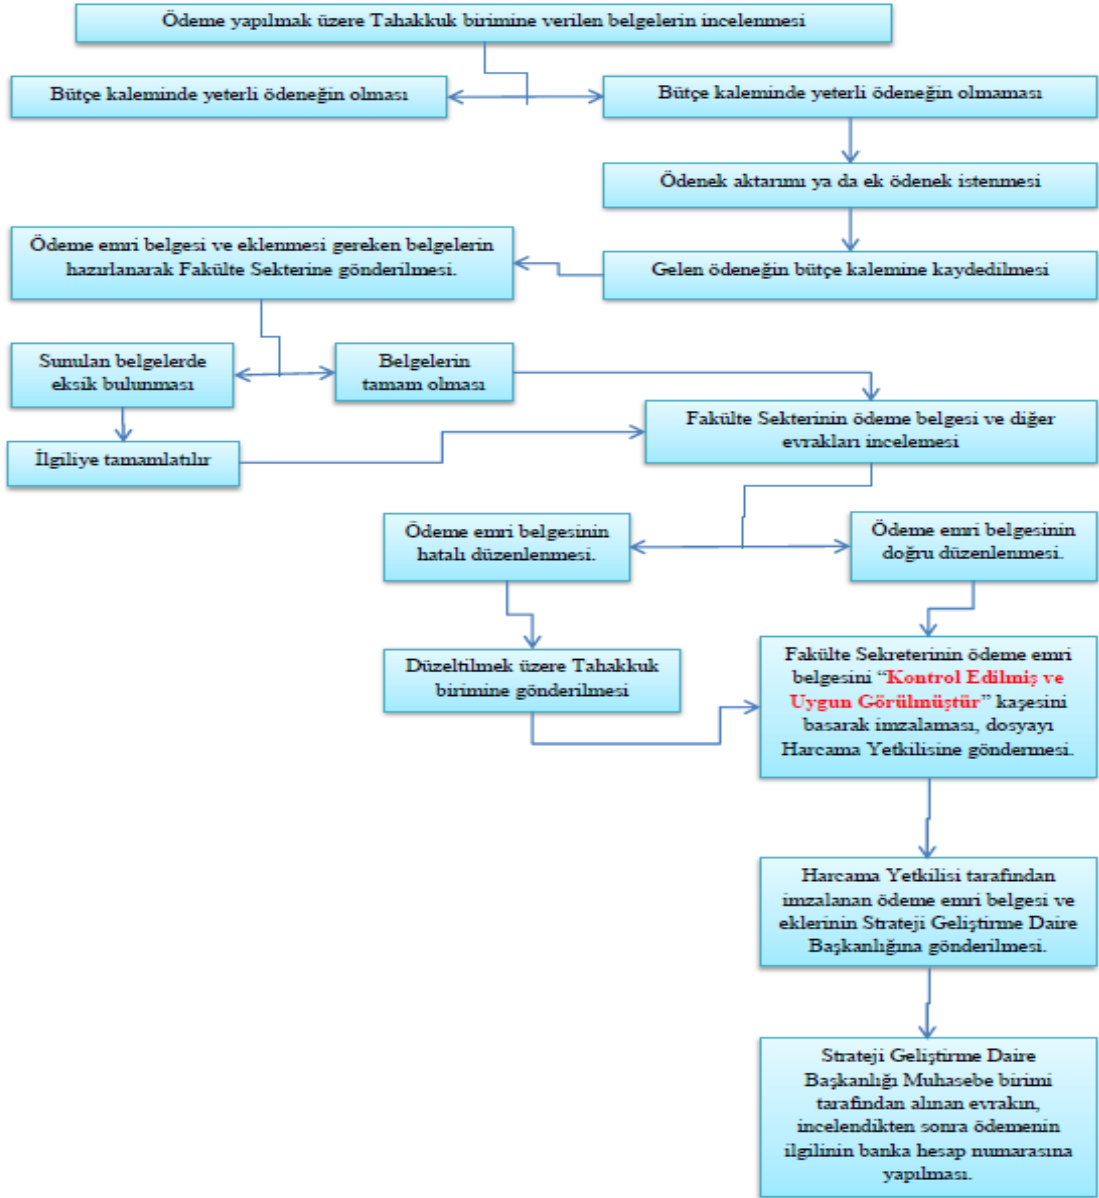 Ödeme yapılmak üzere Tahakkuk birimine verilen belgelerin incelenmesi
Bütçe kaleminde yeterli ödeneğin olması
Bütçe kaleminde yeterli ödeneğin olmaması
Ödenek aktarımı ya da ek ödenek istenmesi
Ödeme emri belgesi ve eklenmesi gereken belgelerin
hazırlanarak Fakülte Sekterine gönderilmesi.
Gelen ödeneğin bütçe kalemine kaydedilmesi
Sunulan belgelerde
eksik bulunması
Belgelerin
tamam olması
Fakülte Sekterinin ödeme belgesi ve diğer
evrakları incelemesi
İlgiliye tamamlatılır
Ödeme emri belgesinin
hatalı düzenlenmesi.
Ödeme emri belgesinin
doğru düzenlenmesi.
Düzeltilmek üzere Tahakkuk
birimine gönderilmesi
Fakülte Sekreterinin ödeme emri
belgesini “Kontrol Edilmiş ve
Uygun Görülmüştür” kaşesini
basarak imzalaması, dosyayı
Harcama Yetkilisine göndermesi.
Harcama Yetkilisi tarafından
imzalanan ödeme emri belgesi ve
eklerinin Strateji Geliştirme Daire
Başkanlığına gönderilmesi.
Strateji Geliştirme Daire
Başkanlığı Muhasebe birimi
tarafından alınan evrakın,
incelendikten sonra ödemenin
ilgilinin banka hesap numarasına
yapılması.